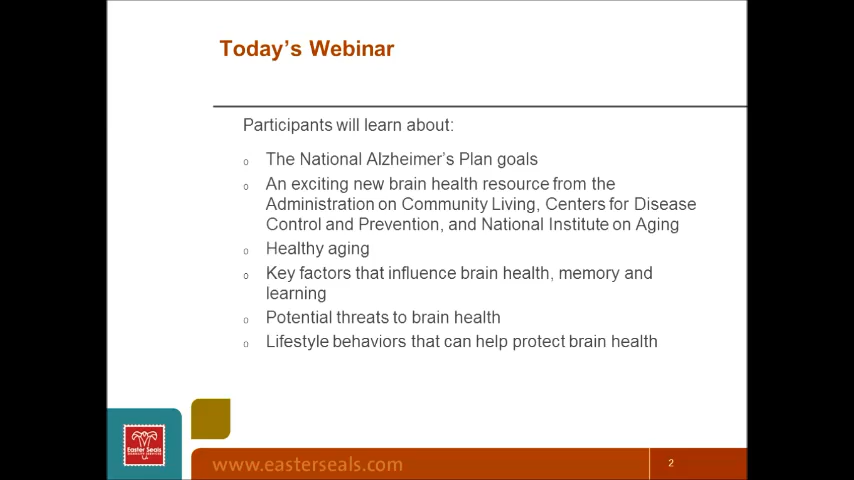 Today's Webinar
Participants will learn about:
o The National Alzheimer's Plan goals
o An exciting new brain health resource from the
Administration on Community Living, Centers for Disease
Control and Prevention, and National Institute on Aging
o Healthy aging
o Key factors that influence brain health, memory and
learning
o Potential threats to brain health
o Lifestyle behaviors that can help protect brain health
Easter Seals
www.easterseals.com
2